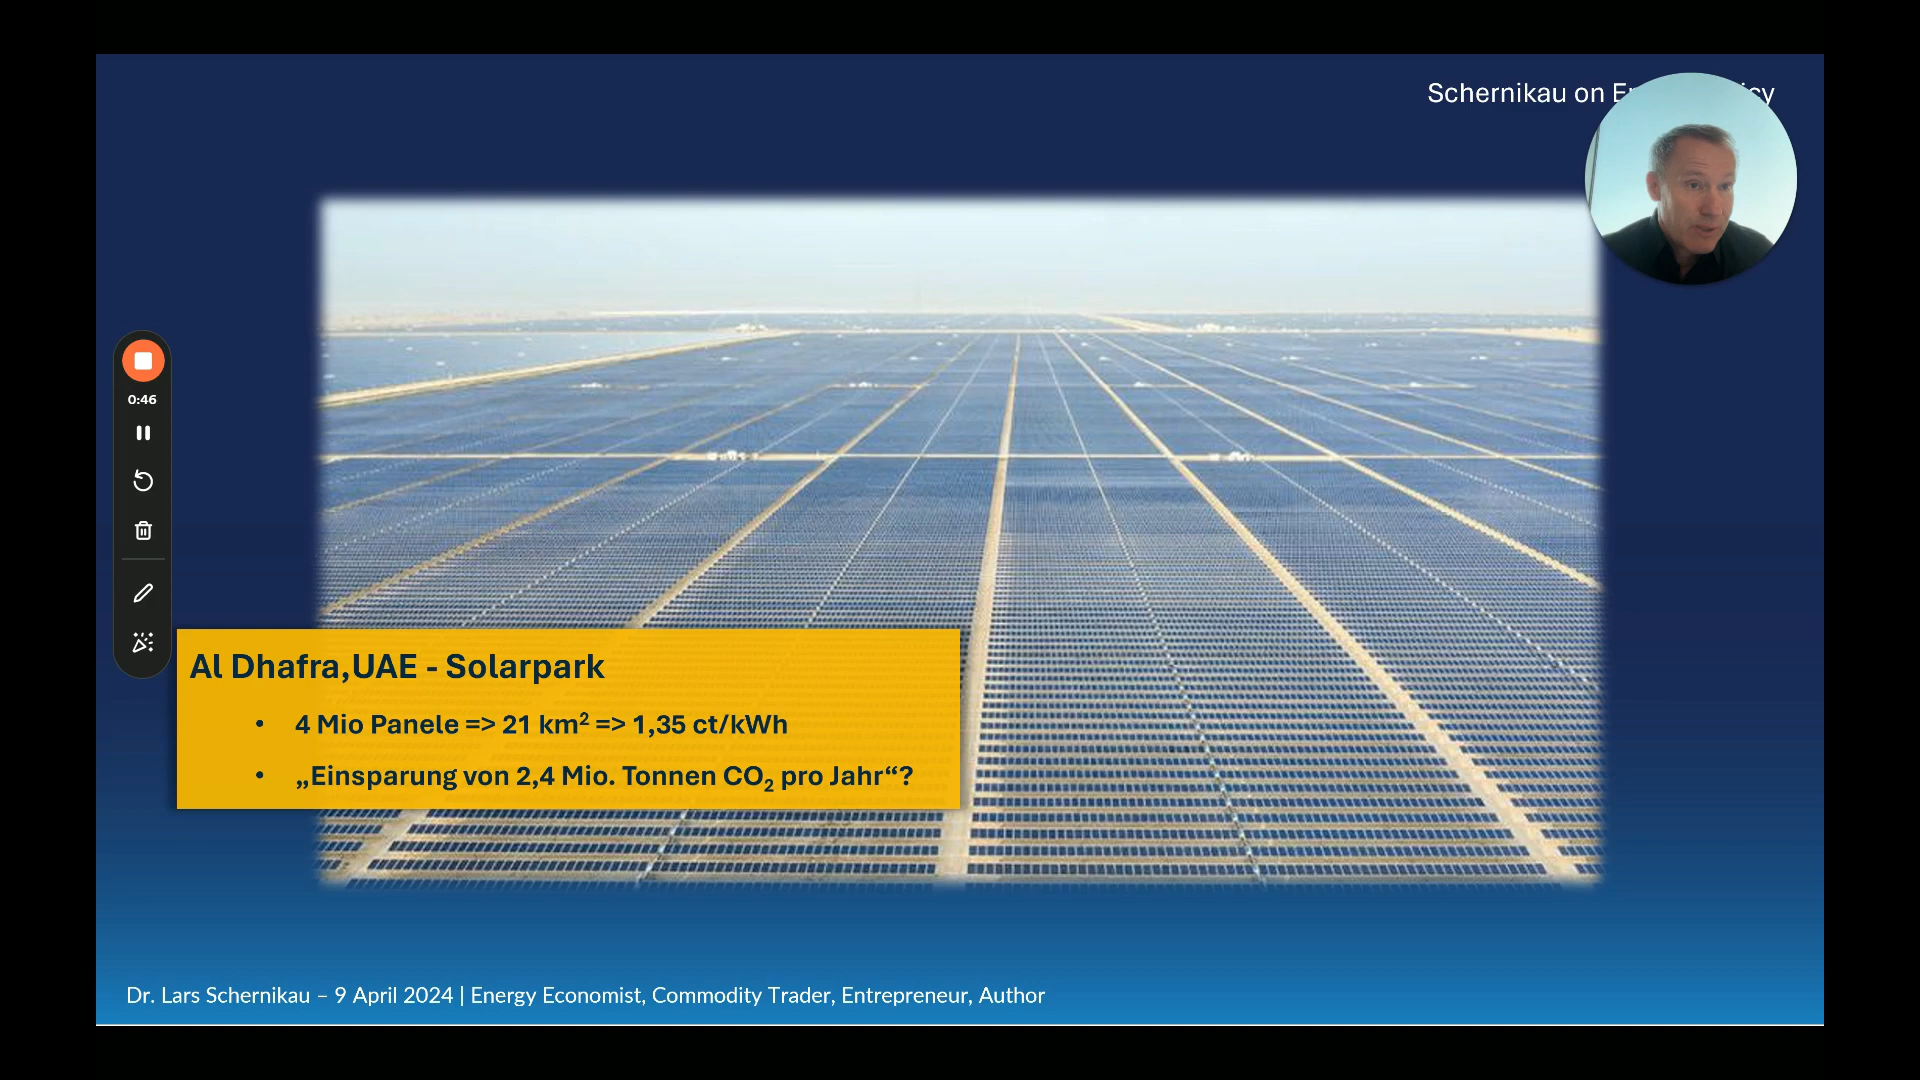 Schernikau on E cy
0:46
Al Dhafra,UAE - Solarpark
• 4 Mio Panele => 21 km² => 1,35 ct/kWh
• „Einsparung von 2,4 Mio. Tonnen CO₂ pro Jahr“?
Dr. Lars Schernikau – 9 April 2024 | Energy Economist, Commodity Trader, Entrepreneur, Author